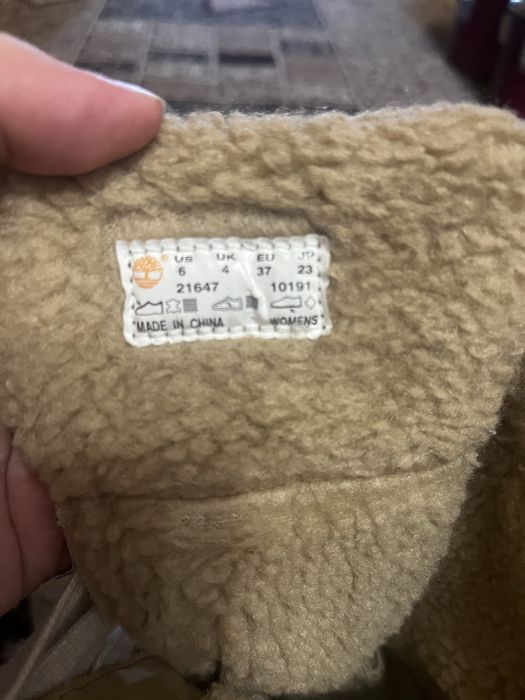 ® US UK EU JP
6 4 37 23
21647 10191
MADE IN CHINA WOMENS